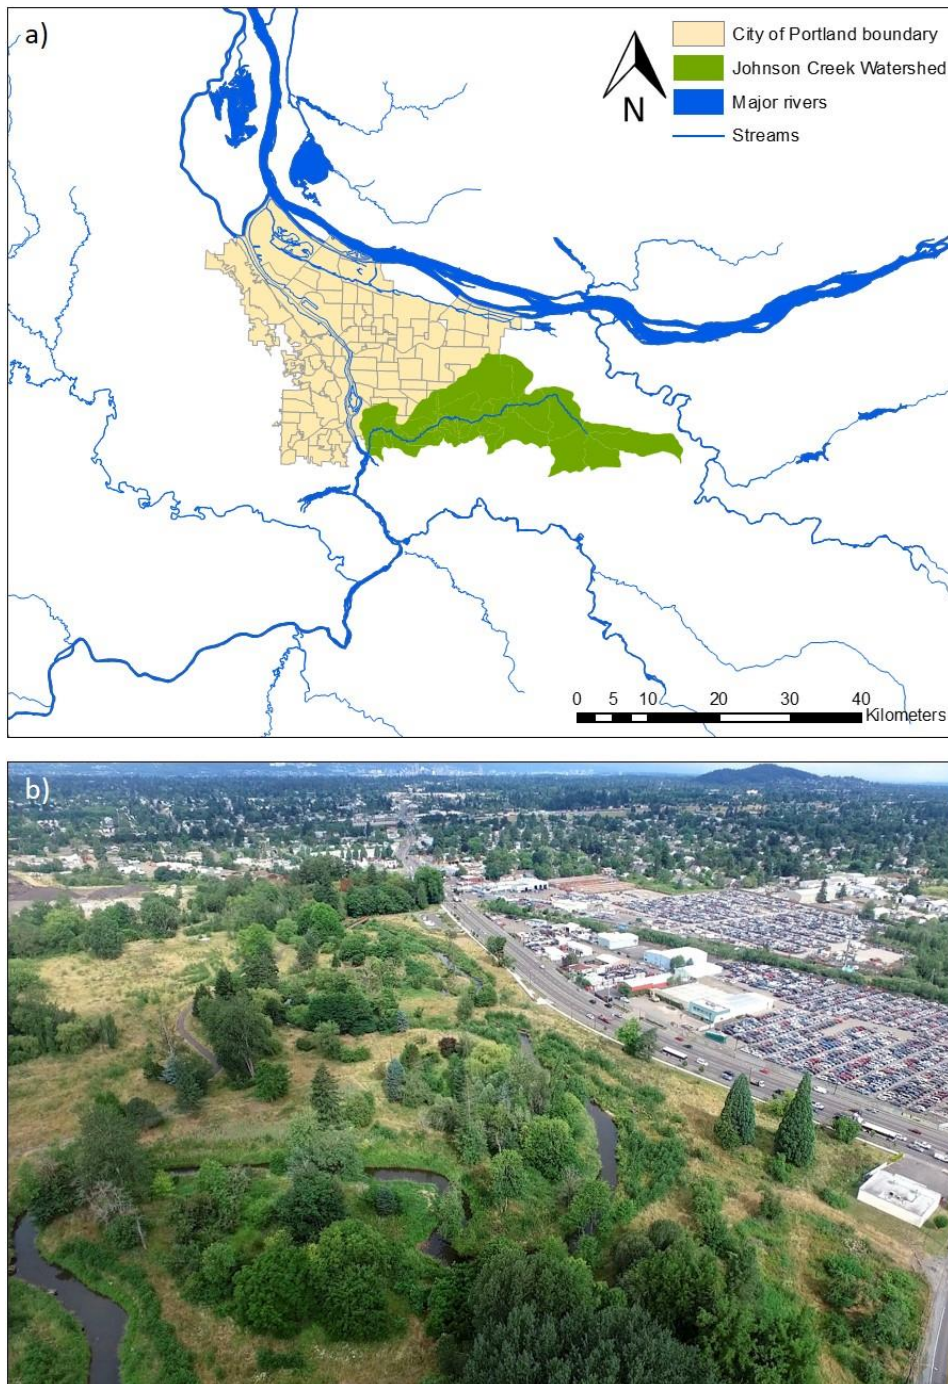 a)
City of Portland boundary
Johnson Creek Watershed
Major rivers
Streams
N
0 5 10 20 30 40
Kilometers
b)